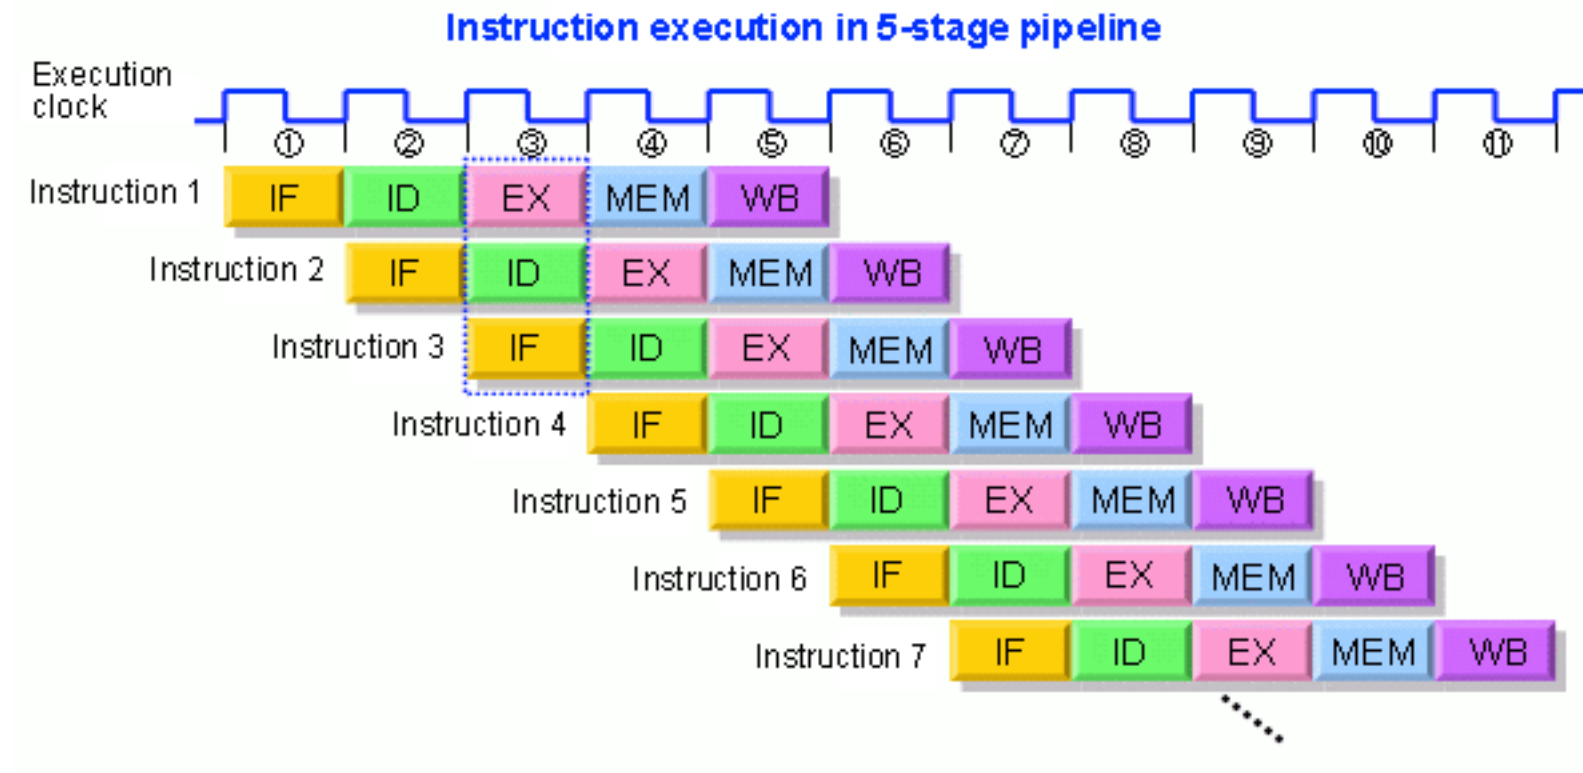 Instruction execution in 5-stage pipeline
Execution
clock
① ② ③ ④ ⑤ ⑥ ⑦ ⑧ ⑨ ⑩ ⑪
Instruction 1 IF ID EX MEM WB
Instruction 2 IF ID EX MEM WB
Instruction 3 IF ID EX MEM WB
Instruction 4 IF ID EX MEM WB
Instruction 5 IF ID EX MEM WB
Instruction 6 IF ID EX MEM WB
Instruction 7 IF ID EX MEM WB